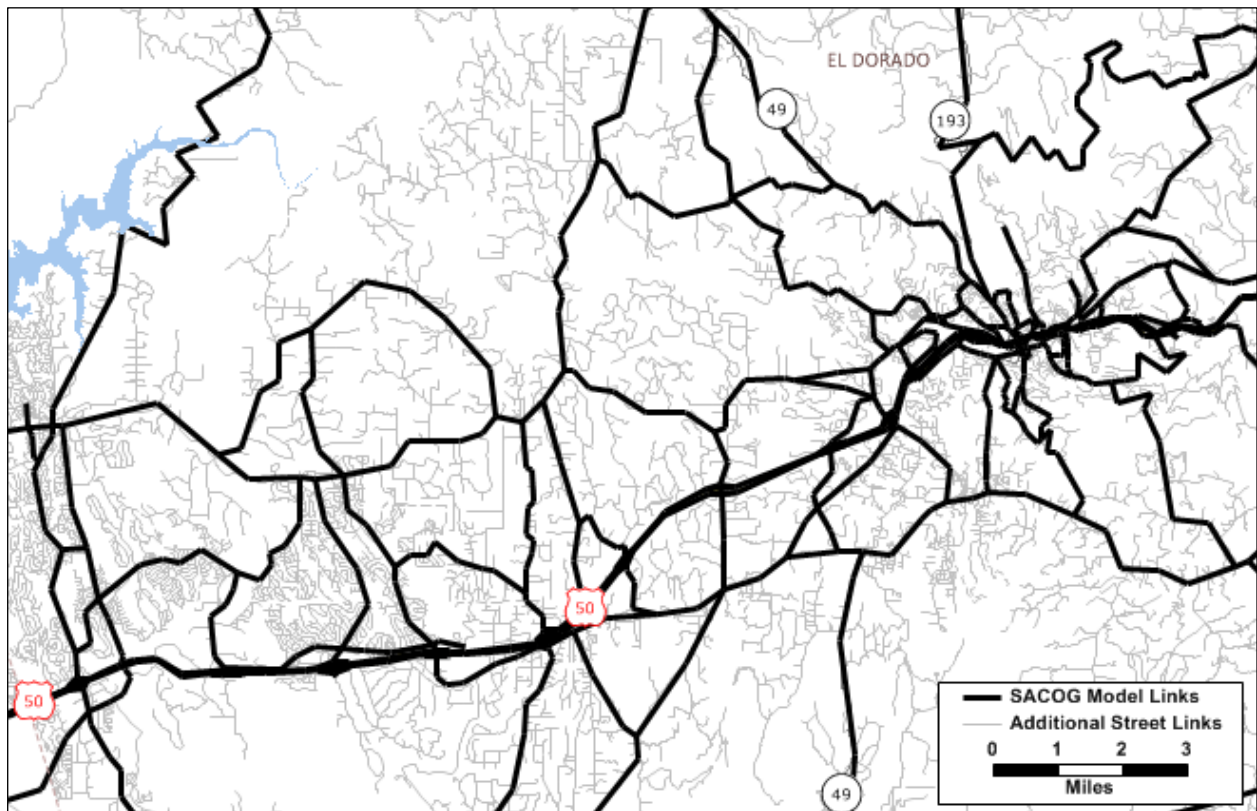 EL DORADO
49
193
50
50
SACOG Model Links
Additional Street Links
0 1 2 3
Miles
49